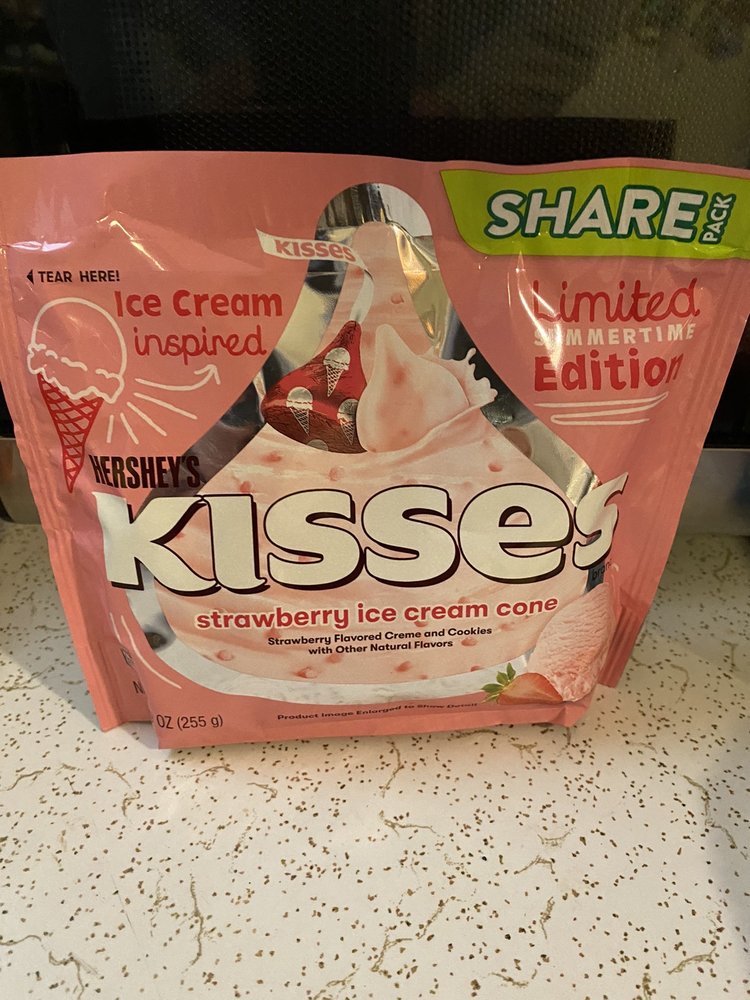 SHARE PACK
KISSES
TEAR HERE!
Ice Cream
inspired
Limited
SUMMERTIME
Edition
HERSHEY'S
KISSES
strawberry ice cream cone
Strawberry Flavored Creme and Cookies
with Other Natural Flavors
OZ (255 g)
Product Image Enlarged to Show Detail